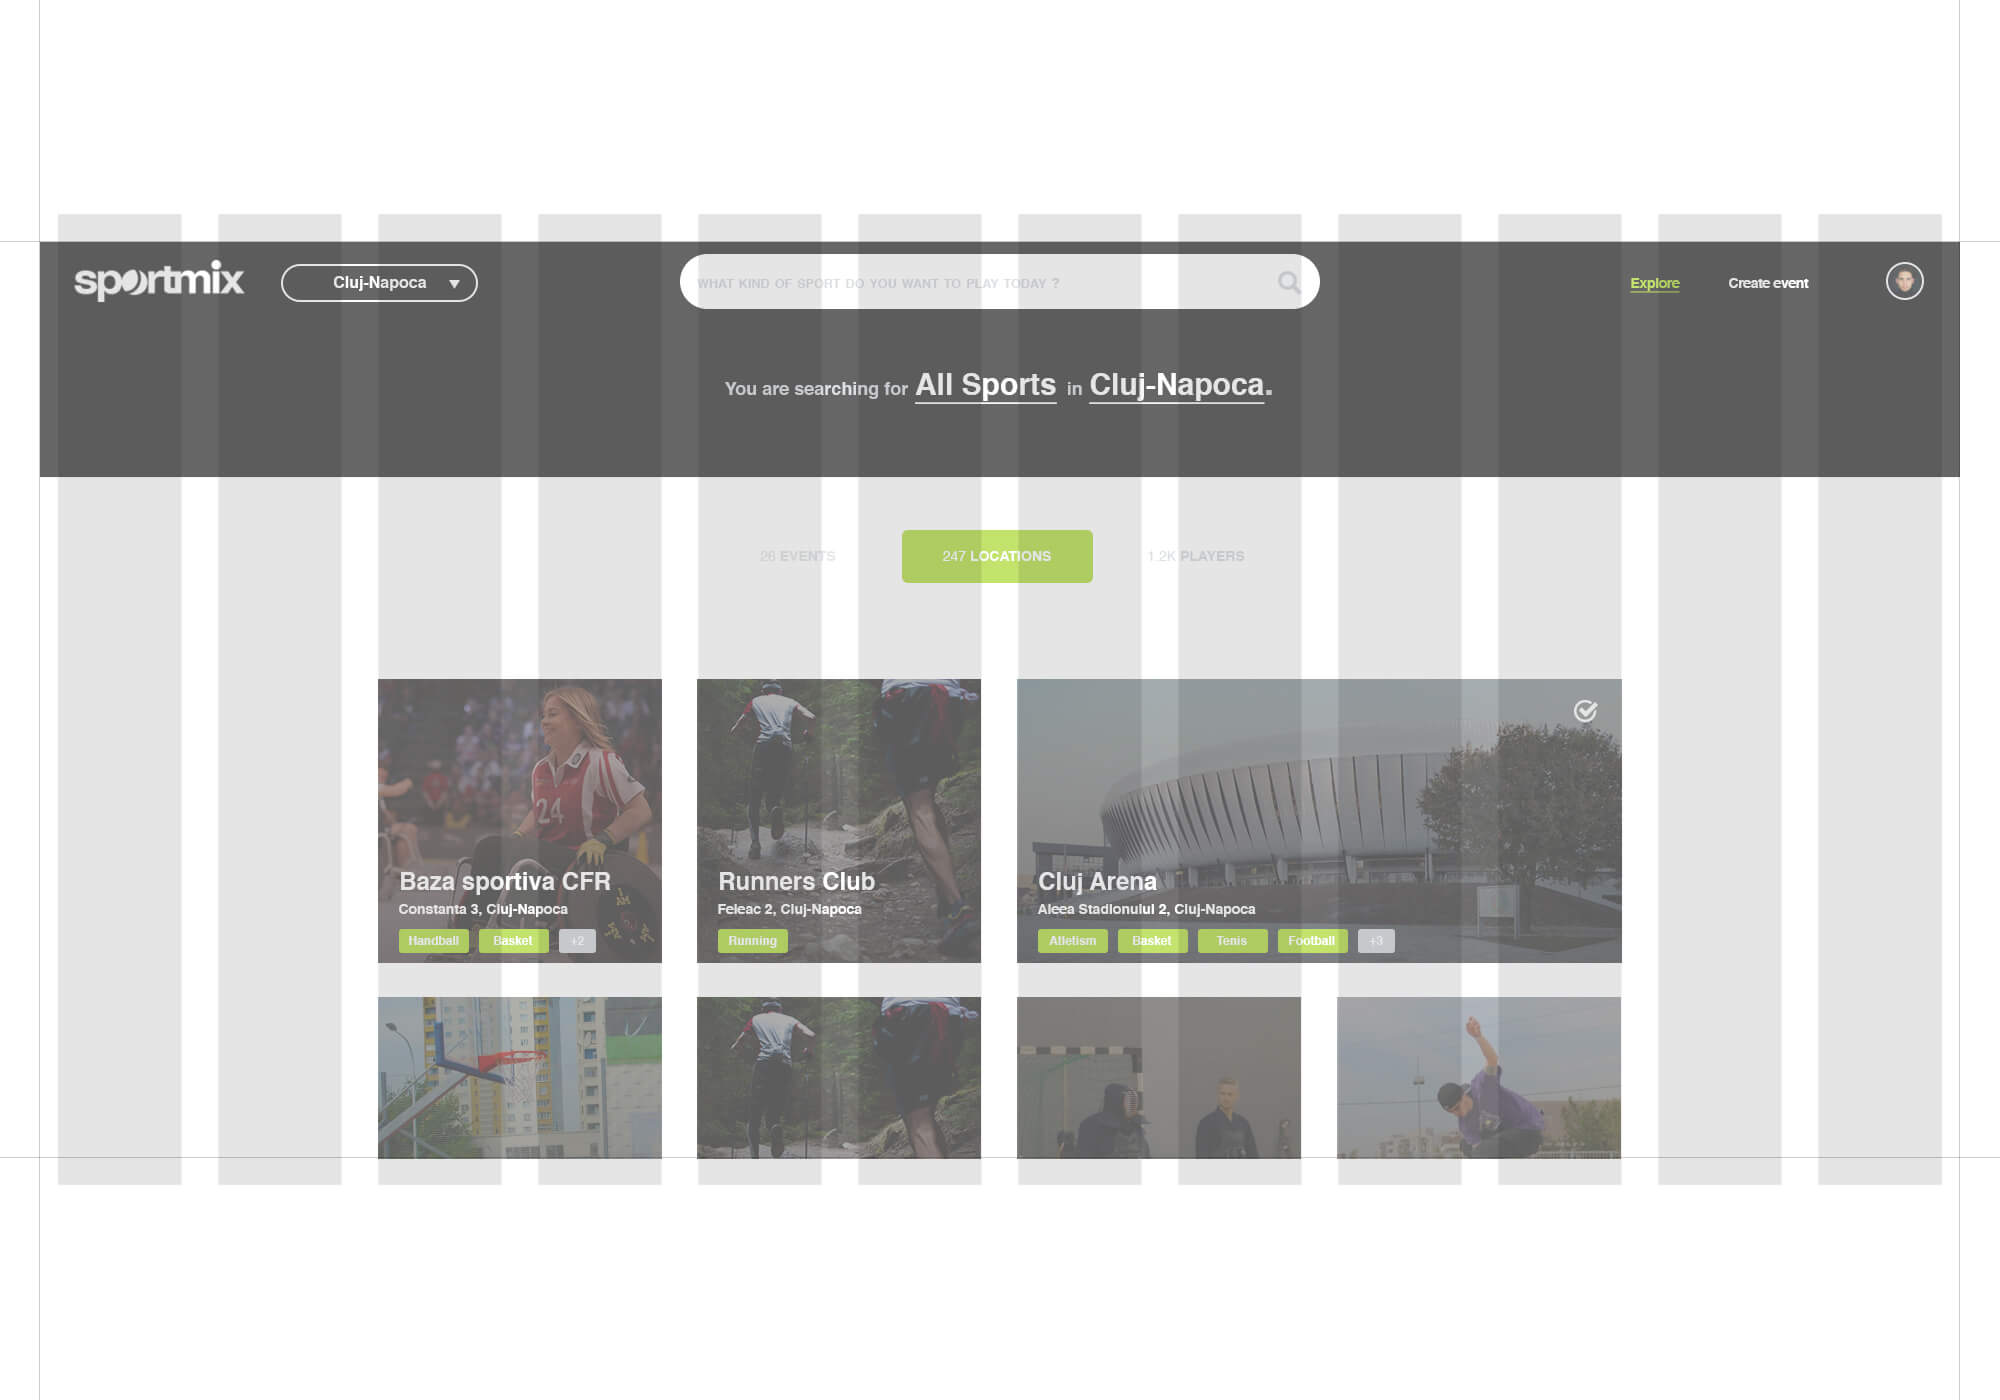 sportmix
Cluj-Napoca
WHAT KIND OF SPORT DO YOU WANT TO PLAY TODAY ?
Explore
Create event
You are searching for All Sports in Cluj-Napoca.
26 EVENTS
247 LOCATIONS
1.2K PLAYERS
24
AM
Baza sportiva CFR
Constanta 3, Cluj-Napoca
Handball
Basket
+2
Runners Club
Feleac 2, Cluj-Napoca
Running
Cluj Arena
Aleea Stadionului 2, Cluj-Napoca
Atletism
Basket
Tenis
Football
+3